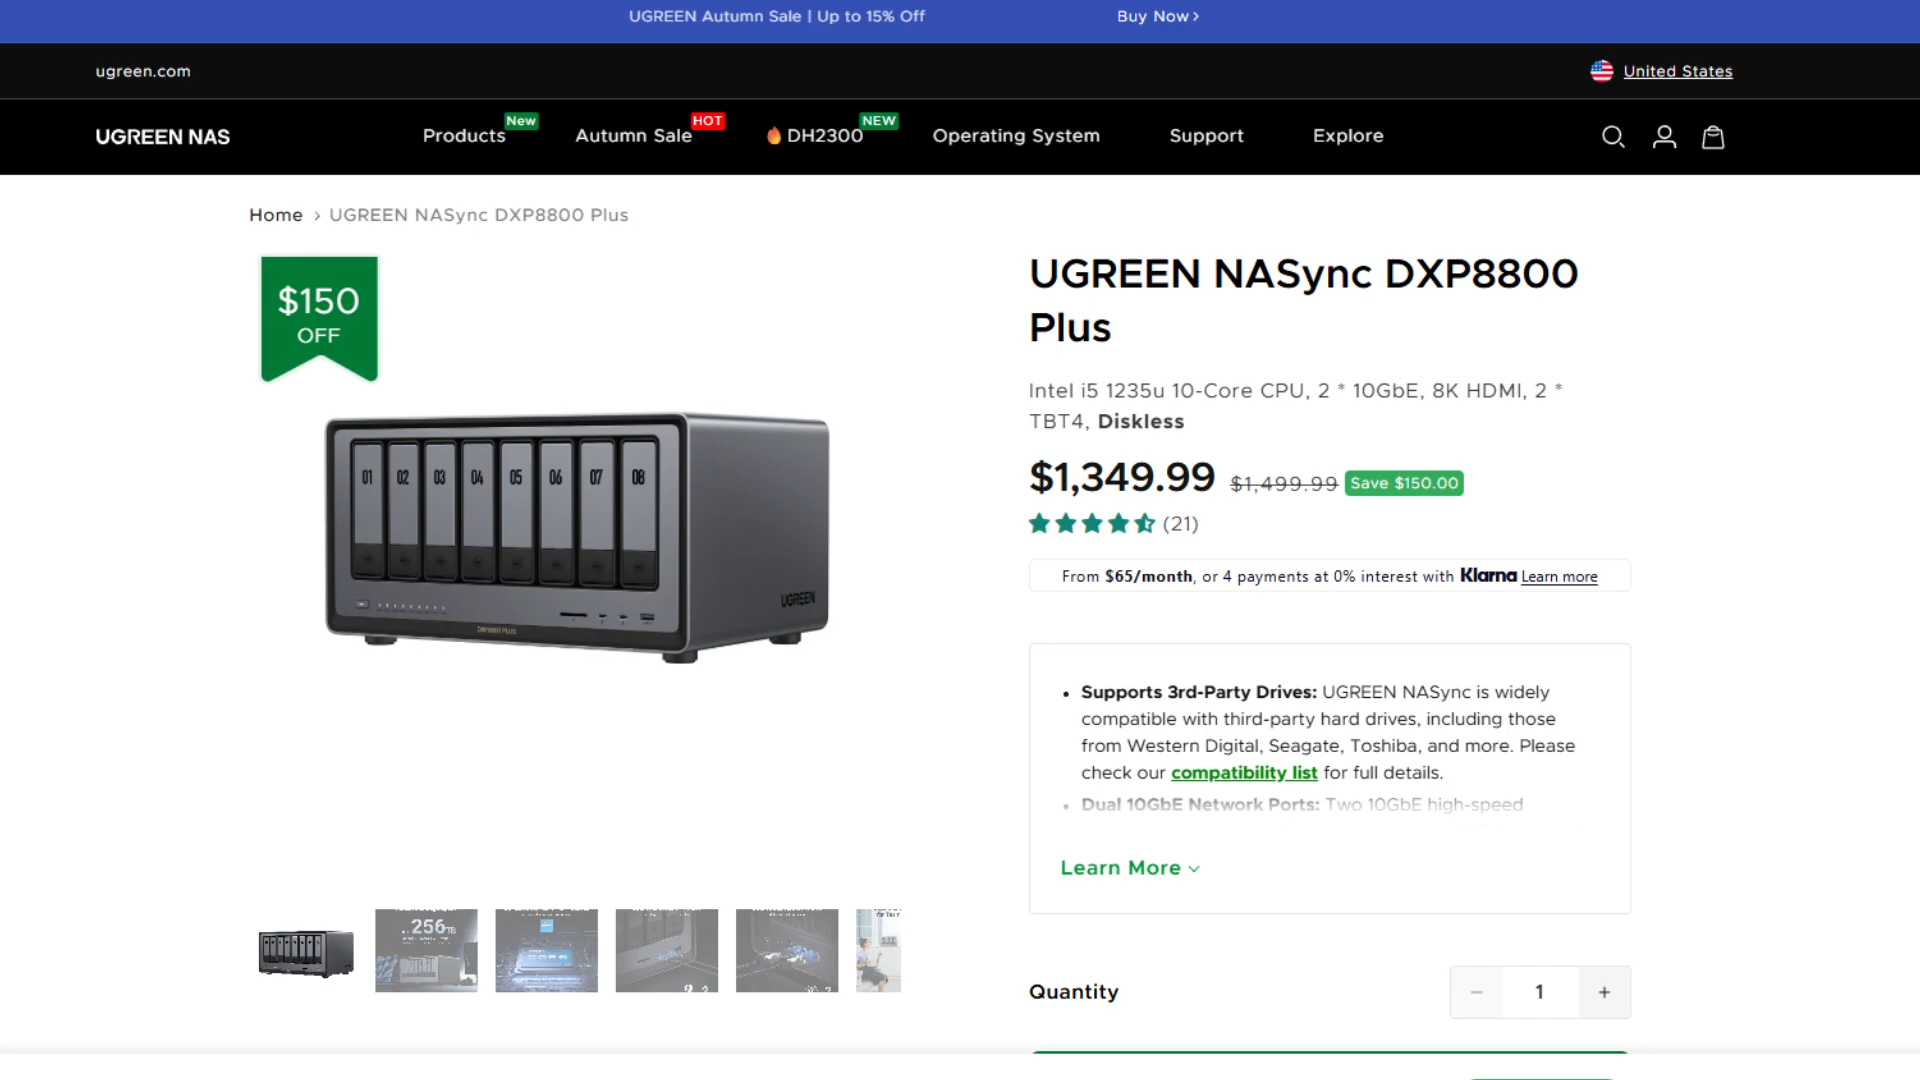 UGREEN Autumn Sale | Up to 15% Off
Buy Now
ugreen.com
United States
UGREEN NAS
Products
New
Autumn Sale
HOT
DH2300
NEW
Operating System
Support
Explore
Home › UGREEN NASync DXP8800 Plus
$150
OFF
01 02 03 04 05 06 07 08
UGREEN
DXP8800 PLUS
UGREEN NASync DXP8800
Plus
Intel i5 1235u 10-Core CPU, 2 * 10GbE, 8K HDMI, 2 *
TBT4, Diskless
$1,349.99 $1,499.99 Save $150.00
(21)
From $65/month, or 4 payments at 0% interest with Klarna Learn more
• Supports 3rd-Party Drives: UGREEN NASync is widely
compatible with third-party hard drives, including those
from Western Digital, Seagate, Toshiba, and more. Please
check our compatibility list for full details.
• Dual 10GbE Network Ports: Two 10GbE high-speed
Learn More
256TB
Quantity
− 1 +